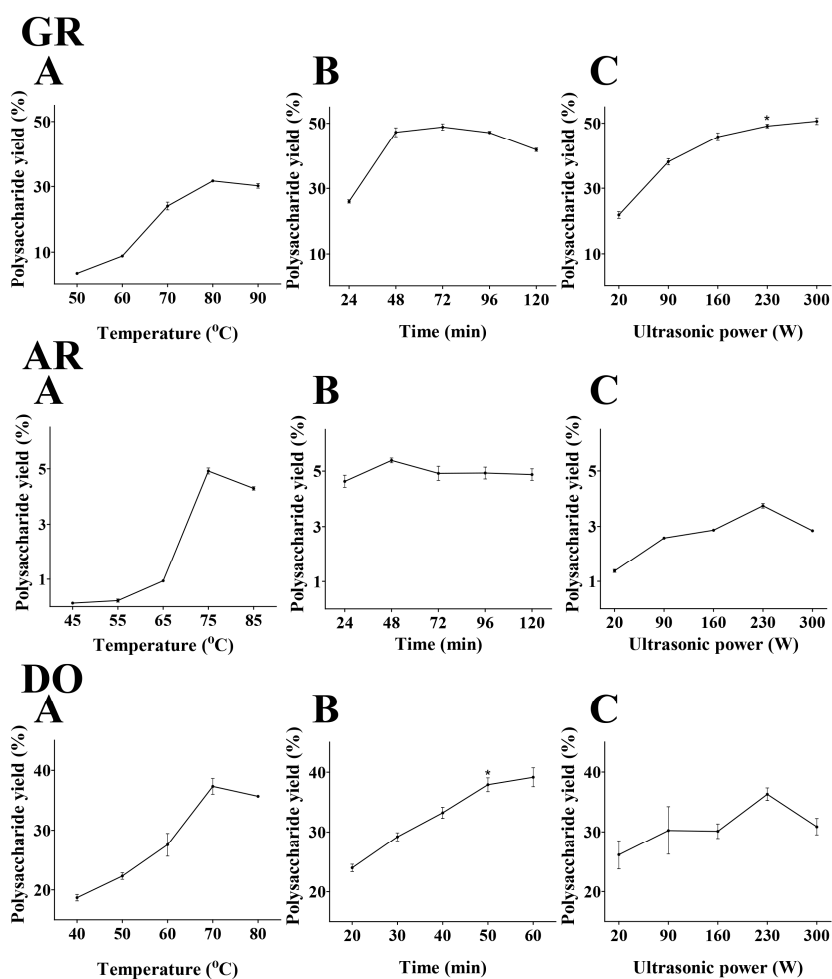 GR
A
B
C
Polysaccharide yield (%)
50
30
10
50 60 70 80 90
Temperature (°C)
Polysaccharide yield (%)
50
30
10
24 48 72 96 120
Time (min)
Polysaccharide yield (%)
50
30
10
*
20 90 160 230 300
Ultrasonic power (W)
AR
A
B
C
Polysaccharide yield (%)
5
3
1
45 55 65 75 85
Temperature (°C)
Polysaccharide yield (%)
5
3
1
24 48 72 96 120
Time (min)
Polysaccharide yield (%)
5
3
1
20 90 160 230 300
Ultrasonic power (W)
DO
A
B
C
Polysaccharide yield (%)
40
30
20
40 50 60 70 80
Temperature (°C)
Polysaccharide yield (%)
40
30
20
*
20 30 40 50 60
Time (min)
Polysaccharide yield (%)
40
30
20
20 90 160 230 300
Ultrasonic power (W)